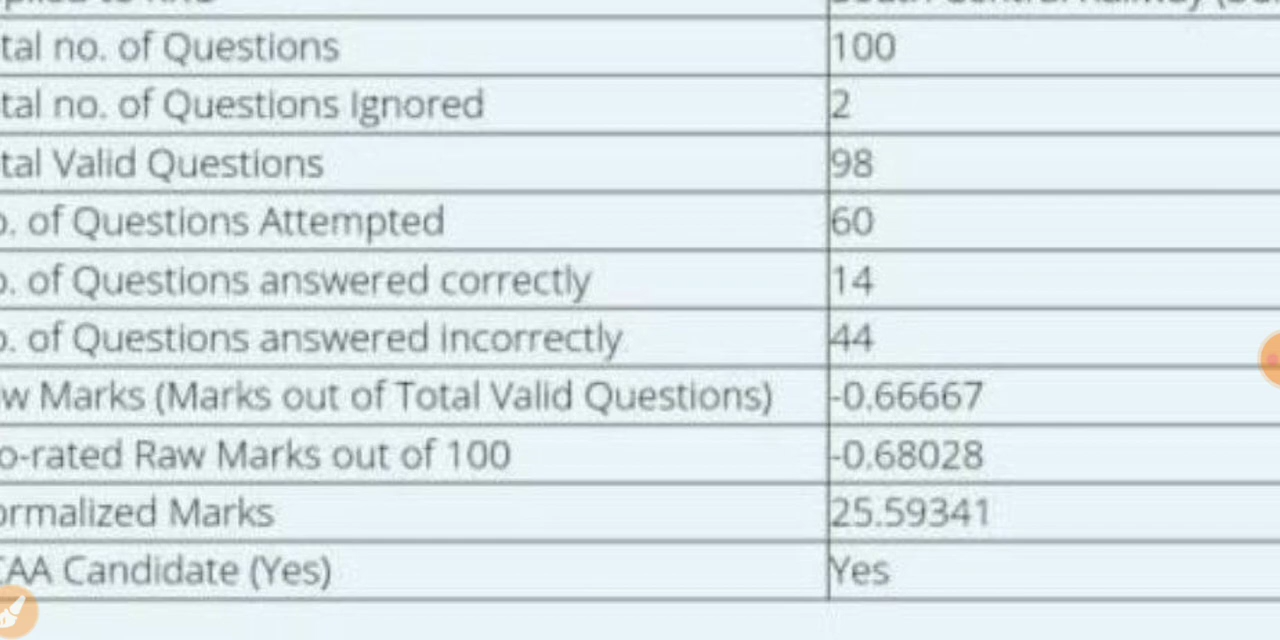 tal no. of Questions 100
tal no. of Questions Ignored 2
tal Valid Questions 98
o. of Questions Attempted 60
o. of Questions answered correctly 14
o. of Questions answered incorrectly 44
w Marks (Marks out of Total Valid Questions) -0.66667
o-rated Raw Marks out of 100 -0.68028
ormalized Marks 25.59341
CAA Candidate (Yes) Yes